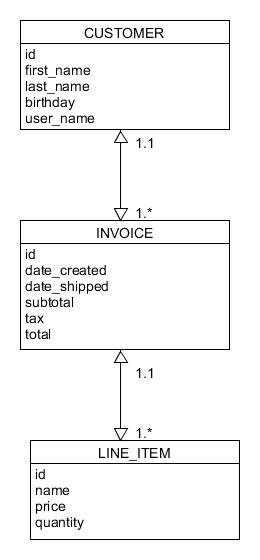 CUSTOMER
id
first_name
last_name
birthday
user_name
1.1
1.*
INVOICE
id
date_created
date_shipped
subtotal
tax
total
1.1
1.*
LINE_ITEM
id
name
price
quantity